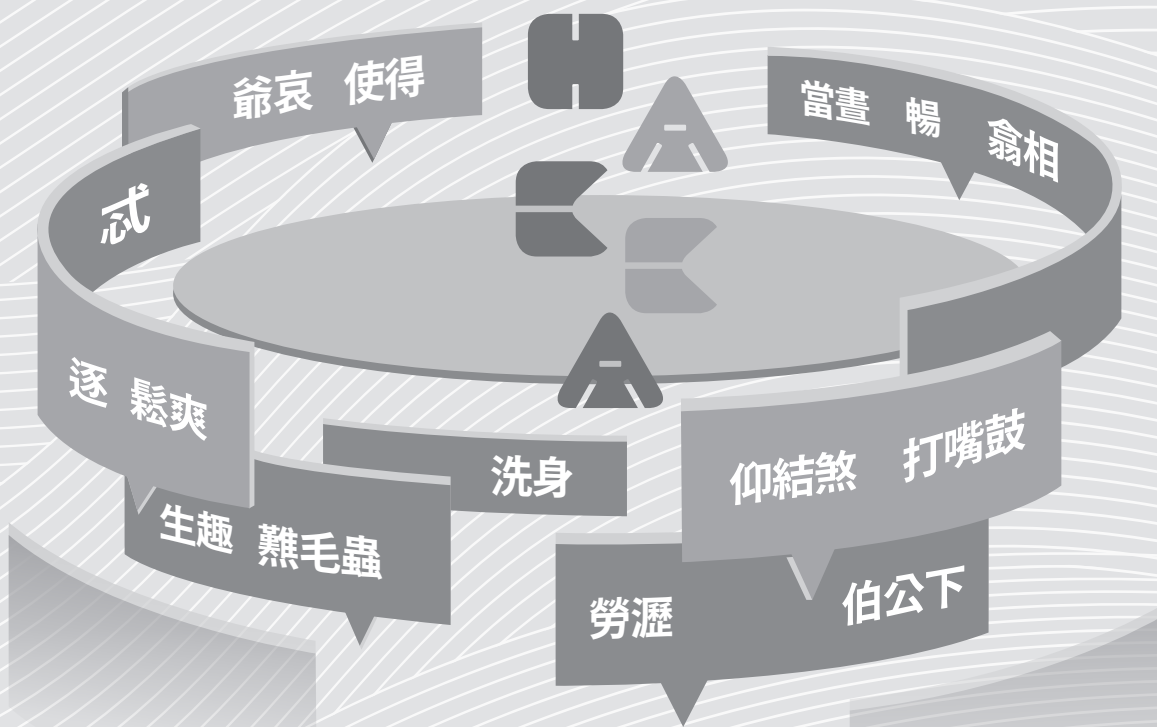 H A K K A
爺哀 使得
當晝 暢 翕相
忒
逐 鬆爽
洗身
仰結煞 打嘴鼓
生趣 毛蟲
勞瀝 伯公下